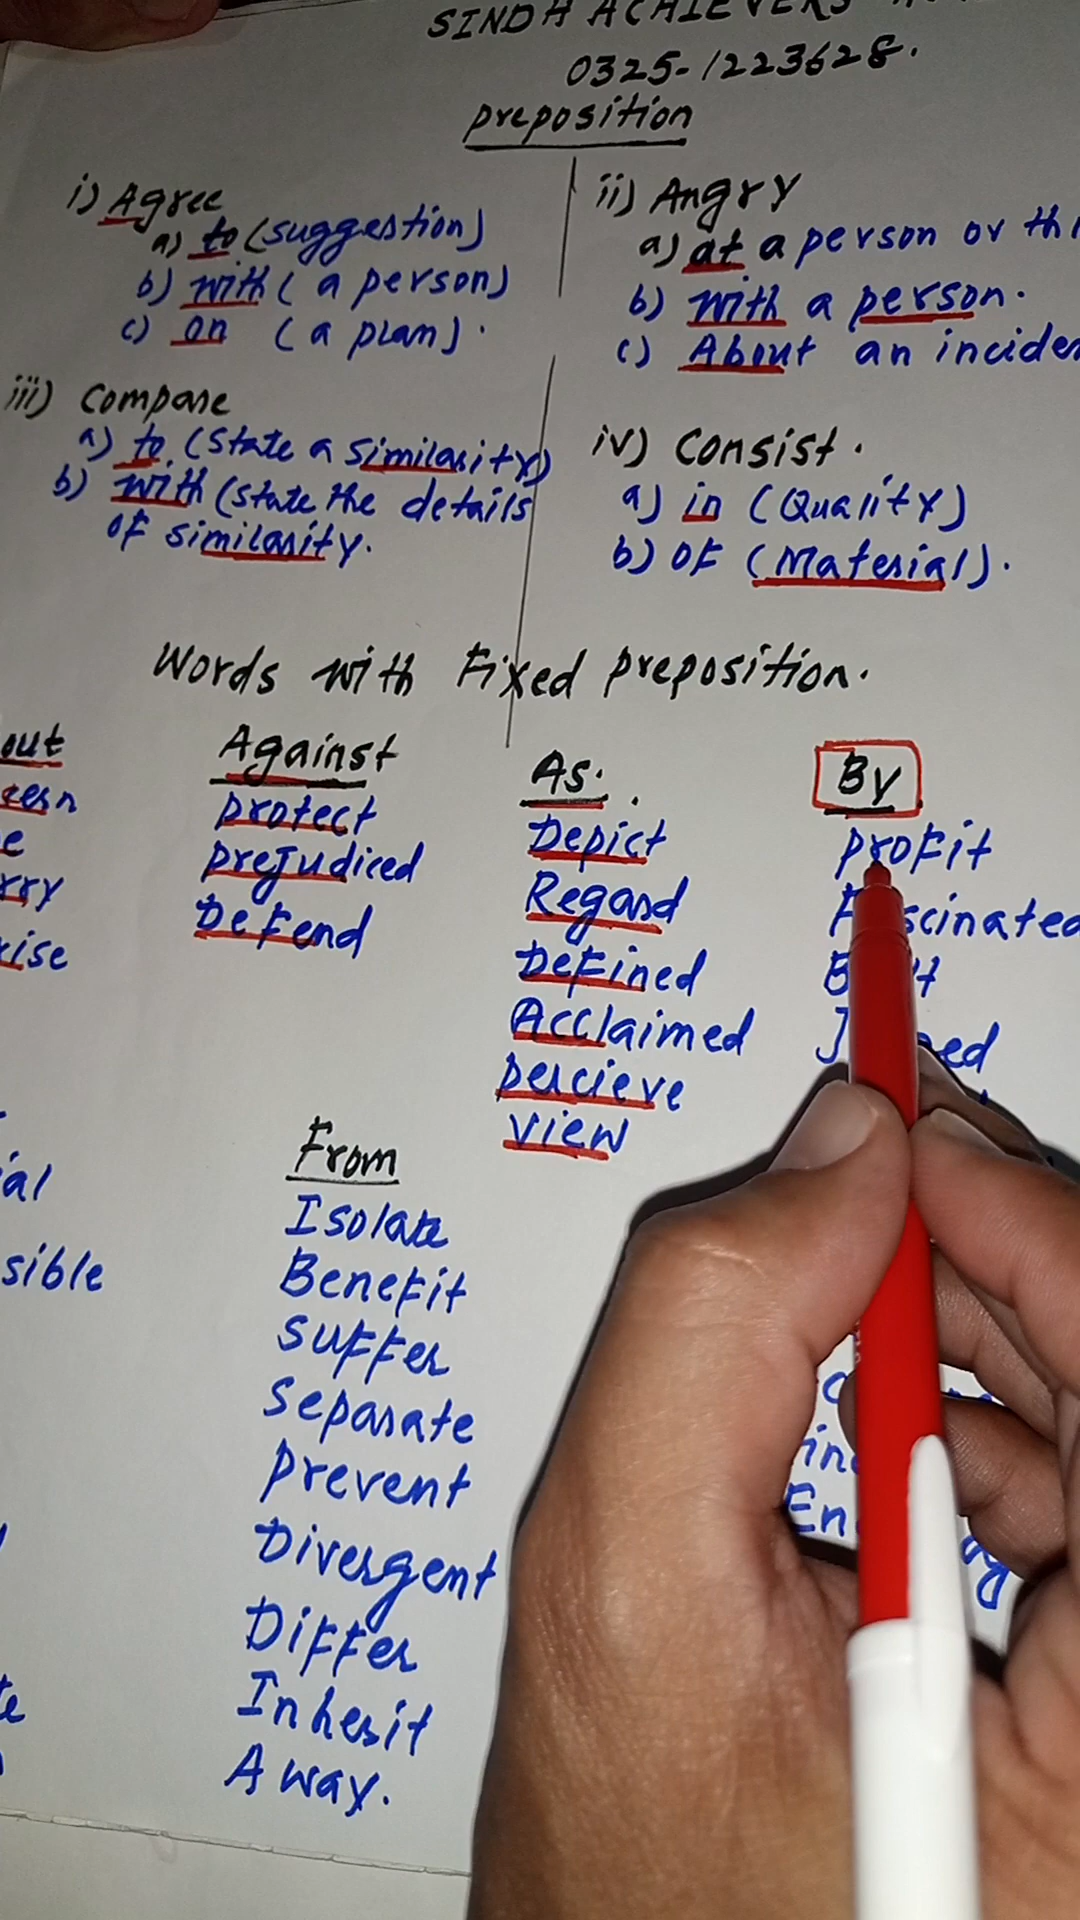 SINDH ACHIEVERS
0325-1223628.
preposition
i) Agree
a) to (suggestion)
b) with ( a person)
c) on ( a plan) .
ii) Angry
a) at a person or
b) with a person.
c) About an
iii) Compare
a) to (State a Similarity)
b) with (state the details
of similarity.
iv) Consist .
a) in (Quality)
b) of (Material).
Words with Fixed preposition.
Against
protect
prejudiced
Defend
As.
Depict
Regard
Defined
Acclaimed
percieve
view
By
profit
From
Isolate
Benefit
suffer
separate
prevent
Divergent
Differ
Inherit
Away.